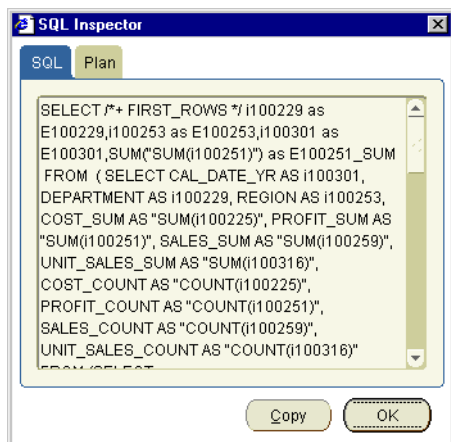 SQL Inspector
SQL Plan
SELECT /*+ FIRST_ROWS */ i100229 as
E100229,i100253 as E100253,i100301 as
E100301,SUM("SUM(i100251)") as E100251_SUM
FROM ( SELECT CAL_DATE_YR AS i100301,
DEPARTMENT AS i100229, REGION AS i100253,
COST_SUM AS "SUM(i100225)", PROFIT_SUM AS
"SUM(i100251)", SALES_SUM AS "SUM(i100259)",
UNIT_SALES_SUM AS "SUM(i100316)",
COST_COUNT AS "COUNT(i100225)",
PROFIT_COUNT AS "COUNT(i100251)",
SALES_COUNT AS "COUNT(i100259)",
UNIT_SALES_COUNT AS "COUNT(i100316)"
FROM (SELECT
Copy OK